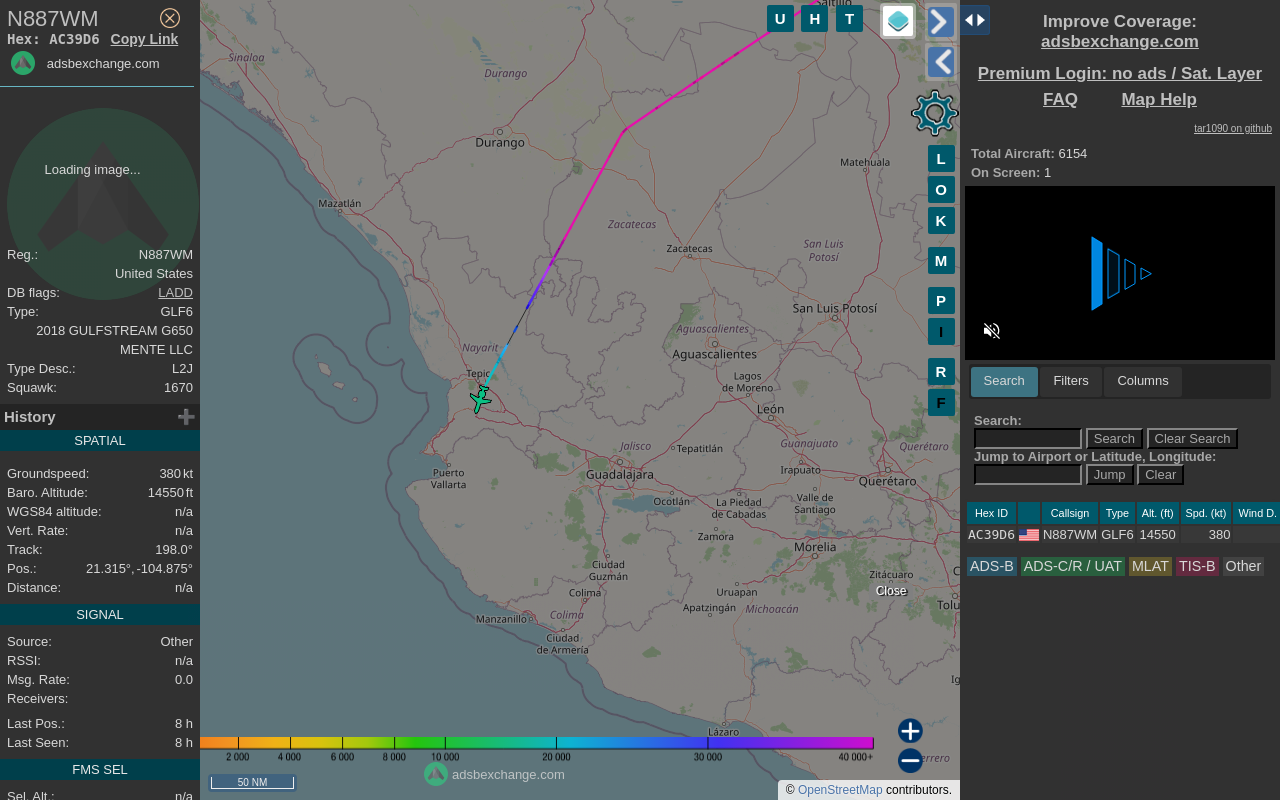 N887WM
Hex: AC39D6 Copy Link
adsbexchange.com
Loading image...
Reg.: N887WM
United States
DB flags: LADD
Type: GLF6
2018 GULFSTREAM G650
MENTE LLC
Type Desc.: L2J
Squawk: 1670
History
SPATIAL
Groundspeed: 380 kt
Baro. Altitude: 14550 ft
WGS84 altitude: n/a
Vert. Rate: n/a
Track: 198.0°
Pos.: 21.315°, -104.875°
Distance: n/a
SIGNAL
Source: Other
RSSI: n/a
Msg. Rate: 0.0
Receivers:
Last Pos.: 8 h
Last Seen: 8 h
FMS SEL
Sel. Alt.: n/a
Saltillo
U H T
Sinaloa
Durango
Durango
Matehuala
L
O
K
M
P
I
R
F
Mazatlán
Zacatecas
Zacatecas
San Luis
Potosí
San Luis Potosí
Aguascalientes
Aguascalientes
Nayarit
Tepic
Lagos
de Moreno
León
Jalisco
Tepatitlán
Guanajuato
Querétaro
Puerto
Vallarta
Guadalajara
Irapuato
Querétaro
Ocotlán
La Piedad
de Cabadas
Valle de
Santiago
Zamora
Morelia
Ciudad
Guzmán
Zitácuaro
Close
Colima
Uruapan
Apatzingán
Michoacán
Tolu
Manzanillo
Colima
Ciudad
de Armería
Lázaro
errero
2 000 4 000 6 000 8 000 10 000 20 000 30 000 40 000+
adsbexchange.com
50 NM
© OpenStreetMap contributors.
Improve Coverage:
adsbexchange.com
Premium Login: no ads / Sat. Layer
FAQ Map Help
tar1090 on github
Total Aircraft: 6154
On Screen: 1
Search Filters Columns
Search:
Search Clear Search
Jump to Airport or Latitude, Longitude:
Jump Clear
Hex ID Callsign Type Alt. (ft) Spd. (kt) Wind D.
AC39D6 N887WM GLF6 14550 380
ADS-B ADS-C/R / UAT MLAT TIS-B Other